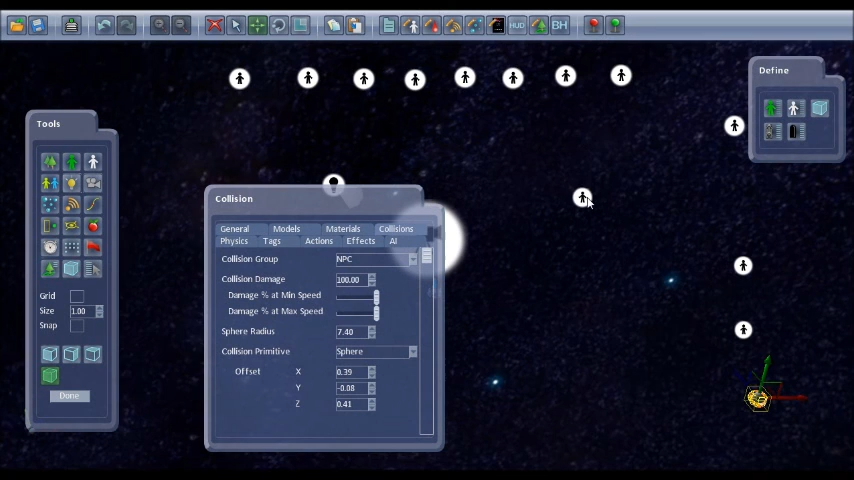 HUD
BH
Define
Tools
Collision
General Models Materials Collisions
Physics Tags Actions Effects AI
Collision Group NPC
Collision Damage 100.00
Damage % at Min Speed
Damage % at Max Speed
Sphere Radius 7.40
Collision Primitive Sphere
Offset X 0.39
Y -0.08
Z 0.41
Grid
Size 1.00
Snap
Done